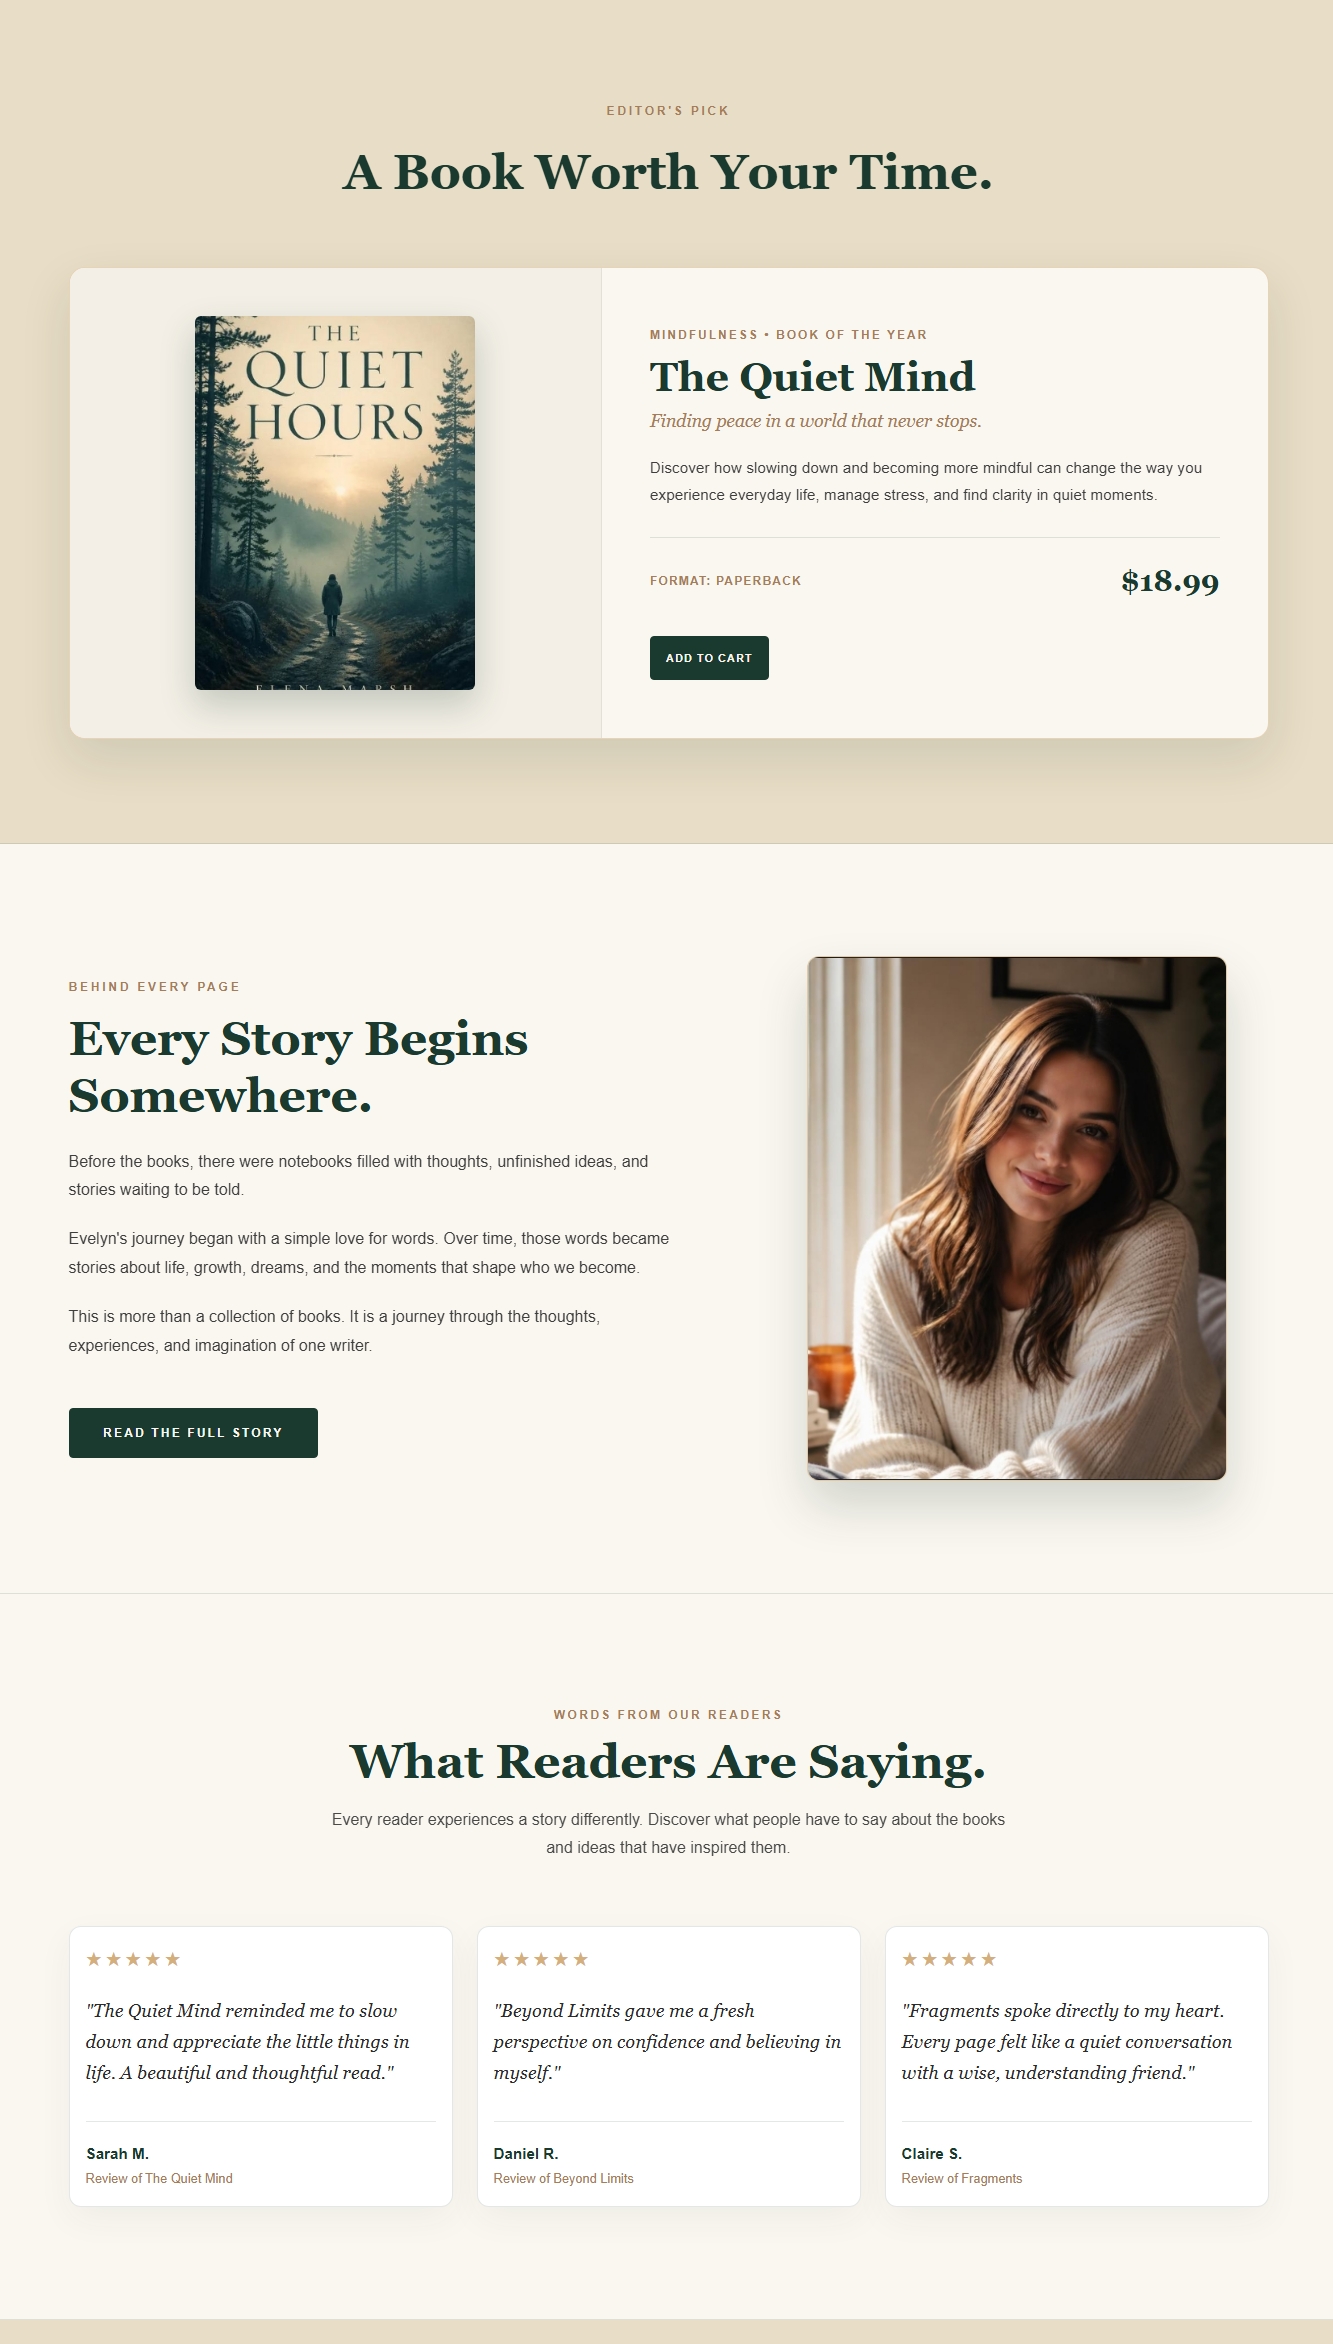 EDITOR'S PICK
A Book Worth Your Time.
THE
QUIET
HOURS
ELENA MARSH
MINDFULNESS • BOOK OF THE YEAR
The Quiet Mind
Finding peace in a world that never stops.
Discover how slowing down and becoming more mindful can change the way you
experience everyday life, manage stress, and find clarity in quiet moments.
FORMAT: PAPERBACK
$18.99
ADD TO CART
BEHIND EVERY PAGE
Every Story Begins
Somewhere.
Before the books, there were notebooks filled with thoughts, unfinished ideas, and
stories waiting to be told.
Evelyn's journey began with a simple love for words. Over time, those words became
stories about life, growth, dreams, and the moments that shape who we become.
This is more than a collection of books. It is a journey through the thoughts,
experiences, and imagination of one writer.
READ THE FULL STORY
WORDS FROM OUR READERS
What Readers Are Saying.
Every reader experiences a story differently. Discover what people have to say about the books
and ideas that have inspired them.
★★★★★
"The Quiet Mind reminded me to slow
down and appreciate the little things in
life. A beautiful and thoughtful read."
Sarah M.
Review of The Quiet Mind
★★★★★
"Beyond Limits gave me a fresh
perspective on confidence and believing in
myself."
Daniel R.
Review of Beyond Limits
★★★★★
"Fragments spoke directly to my heart.
Every page felt like a quiet conversation
with a wise, understanding friend."
Claire S.
Review of Fragments